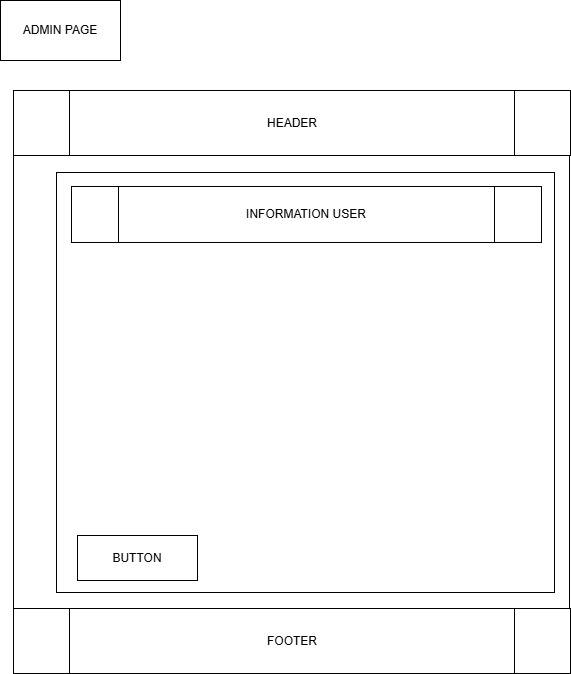 ADMIN PAGE
HEADER
INFORMATION USER
BUTTON
FOOTER